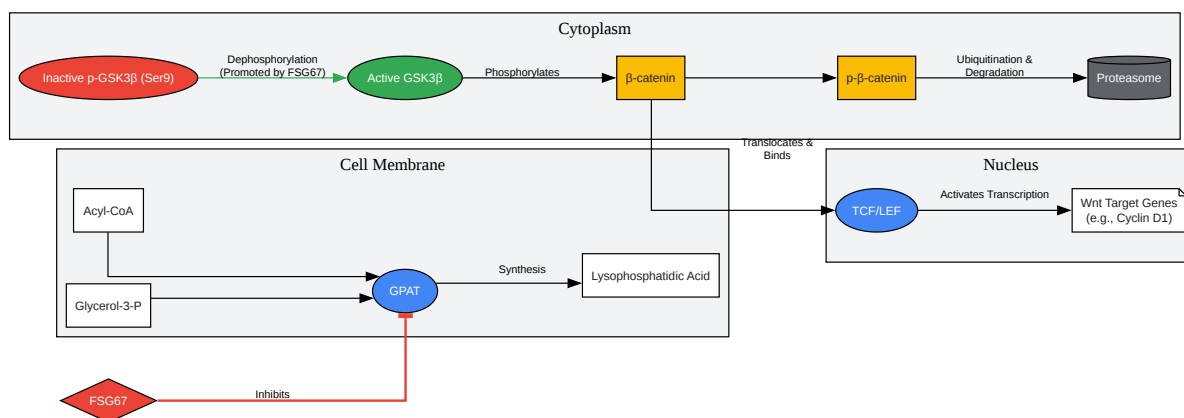 Cytoplasm
Inactive p-GSK3β (Ser9)
Dephosphorylation
(Promoted by FSG67)
Active GSK3β
Phosphorylates
β-catenin
p-β-catenin
Ubiquitination &
Degradation
Proteasome
Translocates &
Binds
Cell Membrane
Acyl-CoA
Glycerol-3-P
GPAT
Synthesis
Lysophosphatidic Acid
Nucleus
TCF/LEF
Activates Transcription
Wnt Target Genes
(e.g., Cyclin D1)
FSG67
Inhibits